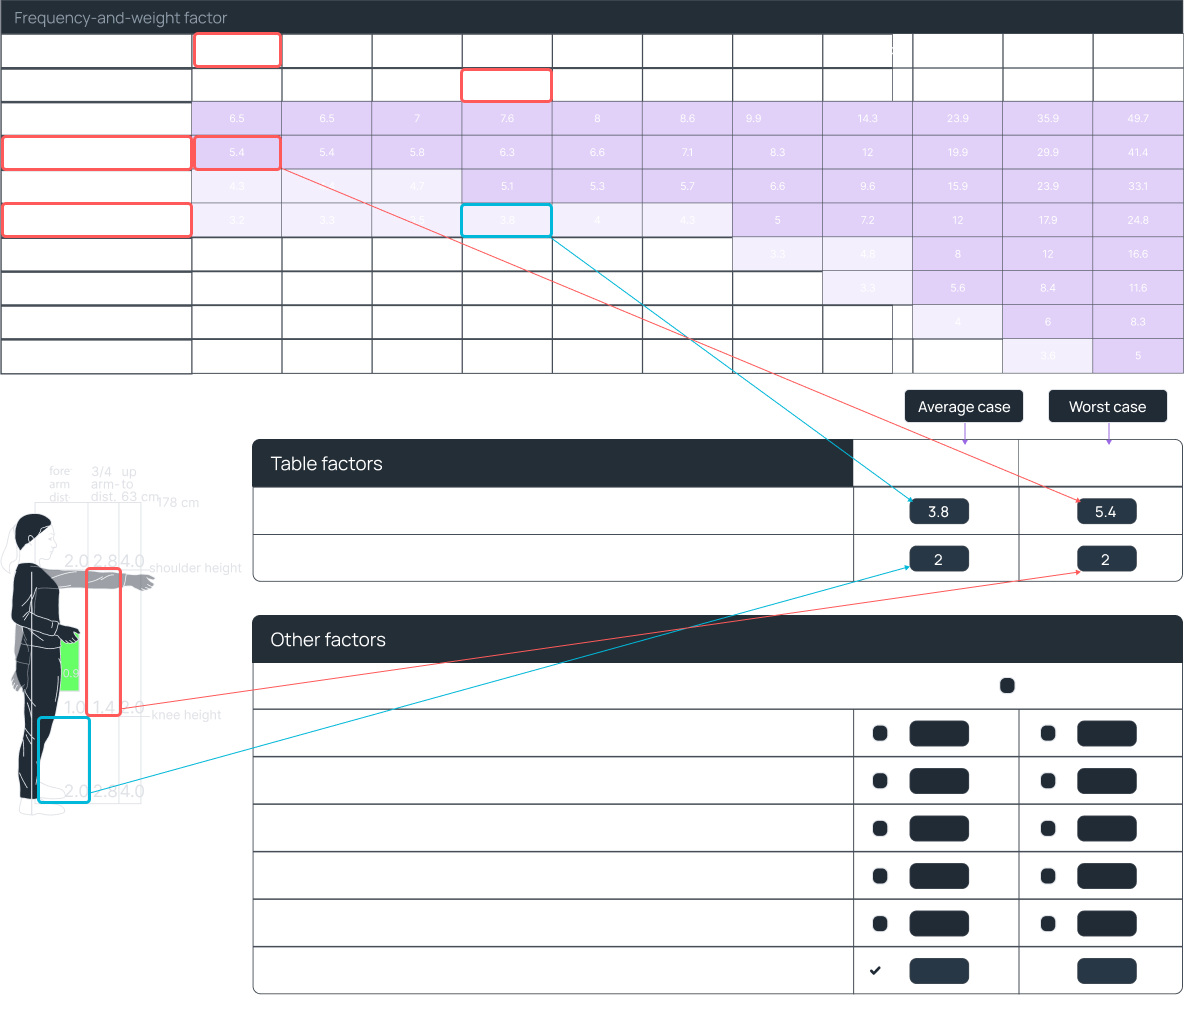 Frequency-and-weight factor
6.5 6.5 7 7.6 8 8.6 9.9 14.3 23.9 35.9 49.7
5.4 5.4 5.8 6.3 6.6 7.1 8.3 12 19.9 29.9 41.4
4.3 4.7 5.1 5.3 5.7 6.6 9.6 15.9 23.9 33.1
3.2 3.3 3.8 4 4.3 5 7.2 12 17.9 24.8
3.3 4.8 8 12 16.6
3.3 5.6 8.4 11.6
4 6 8.3
3.6 5
Average case Worst case
Table factors
3.8 5.4
2 2
fore
arm
dist
3/4
arm-
dist.
up
to
63 cm
178 cm
2.0 2.8 4.0
shoulder height
0.9
1.0 1.4 2.0
knee height
2.0 2.8 4.0
Other factors